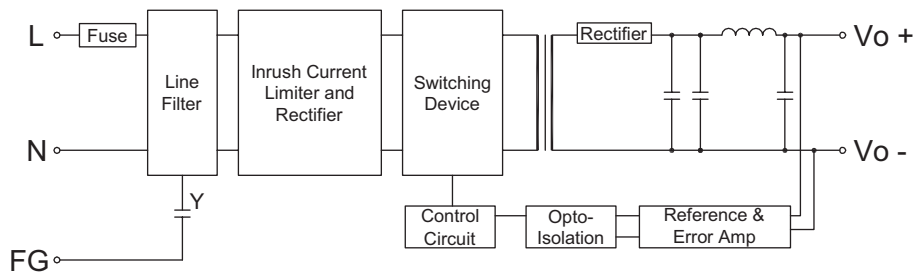 L
Fuse
Line
Filter
Inrush Current
Limiter and
Rectifier
Switching
Device
Rectifier
Vo +
N
Vo -
Y
FG
Control
Circuit
Opto-
Isolation
Reference &
Error Amp